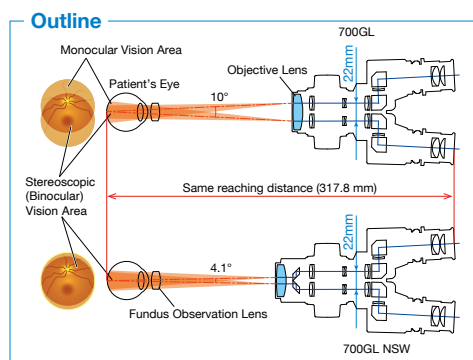 Outline
700GL
Monocular Vision Area
Objective Lens
Patient's Eye
22mm
10°
Stereoscopic
(Binocular)
Vision Area
Same reaching distance (317.8 mm)
22mm
4.1°
Fundus Observation Lens
700GL NSW